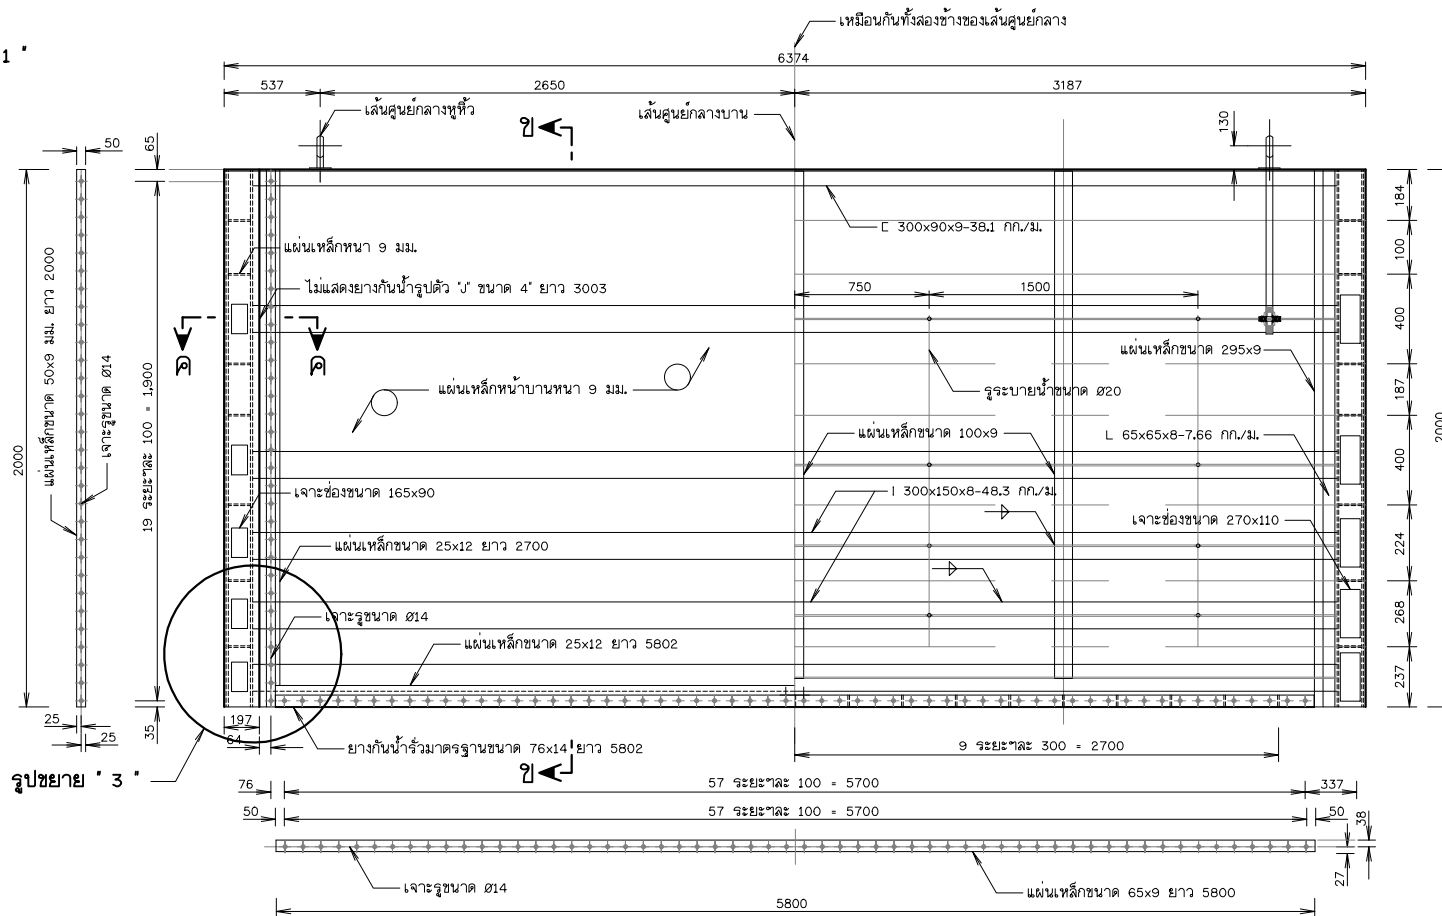 เหมือนกันทั้งสองข้างของเส้นศูนย์กลาง
1 "
6374
537
2650
3187
เส้นศูนย์กลางหูหิ้ว
เส้นศูนย์กลางบาน
ข
130
50
65
184
[ 300x90x9-38.1 กก./ม.
แผ่นเหล็กหนา 9 มม.
100
ไม่แสดงยางกันน้ำรูปตัว "J" ขนาด 4" ยาว 3003
750
1500
400
แผ่นเหล็กขนาด 50x9 มม. ยาว 2000
เจาะรูขนาด Ø14
ค
ค
แผ่นเหล็กขนาด 295x9
แผ่นเหล็กหน้าบานหนา 9 มม.
รูระบายน้ำขนาด Ø20
187
2000
19 ระยะๆละ 100 = 1,900
2000
แผ่นเหล็กขนาด 100x9
L 65x65x8-7.66 กก./ม.
400
เจาะช่องขนาด 165x90
I 300x150x8-48.3 กก./ม.
เจาะช่องขนาด 270x110
แผ่นเหล็กขนาด 25x12 ยาว 2700
224
เจาะรูขนาด Ø14
268
แผ่นเหล็กขนาด 25x12 ยาว 5802
237
25
25
35
197
64
ยางกันน้ำรั่วมาตรฐานขนาด 76x14 ยาว 5802
9 ระยะๆละ 300 = 2700
ข
รูปขยาย " 3 "
76
57 ระยะๆละ 100 = 5700
337
50
57 ระยะๆละ 100 = 5700
50
38
27
เจาะรูขนาด Ø14
แผ่นเหล็กขนาด 65x9 ยาว 5800
5800